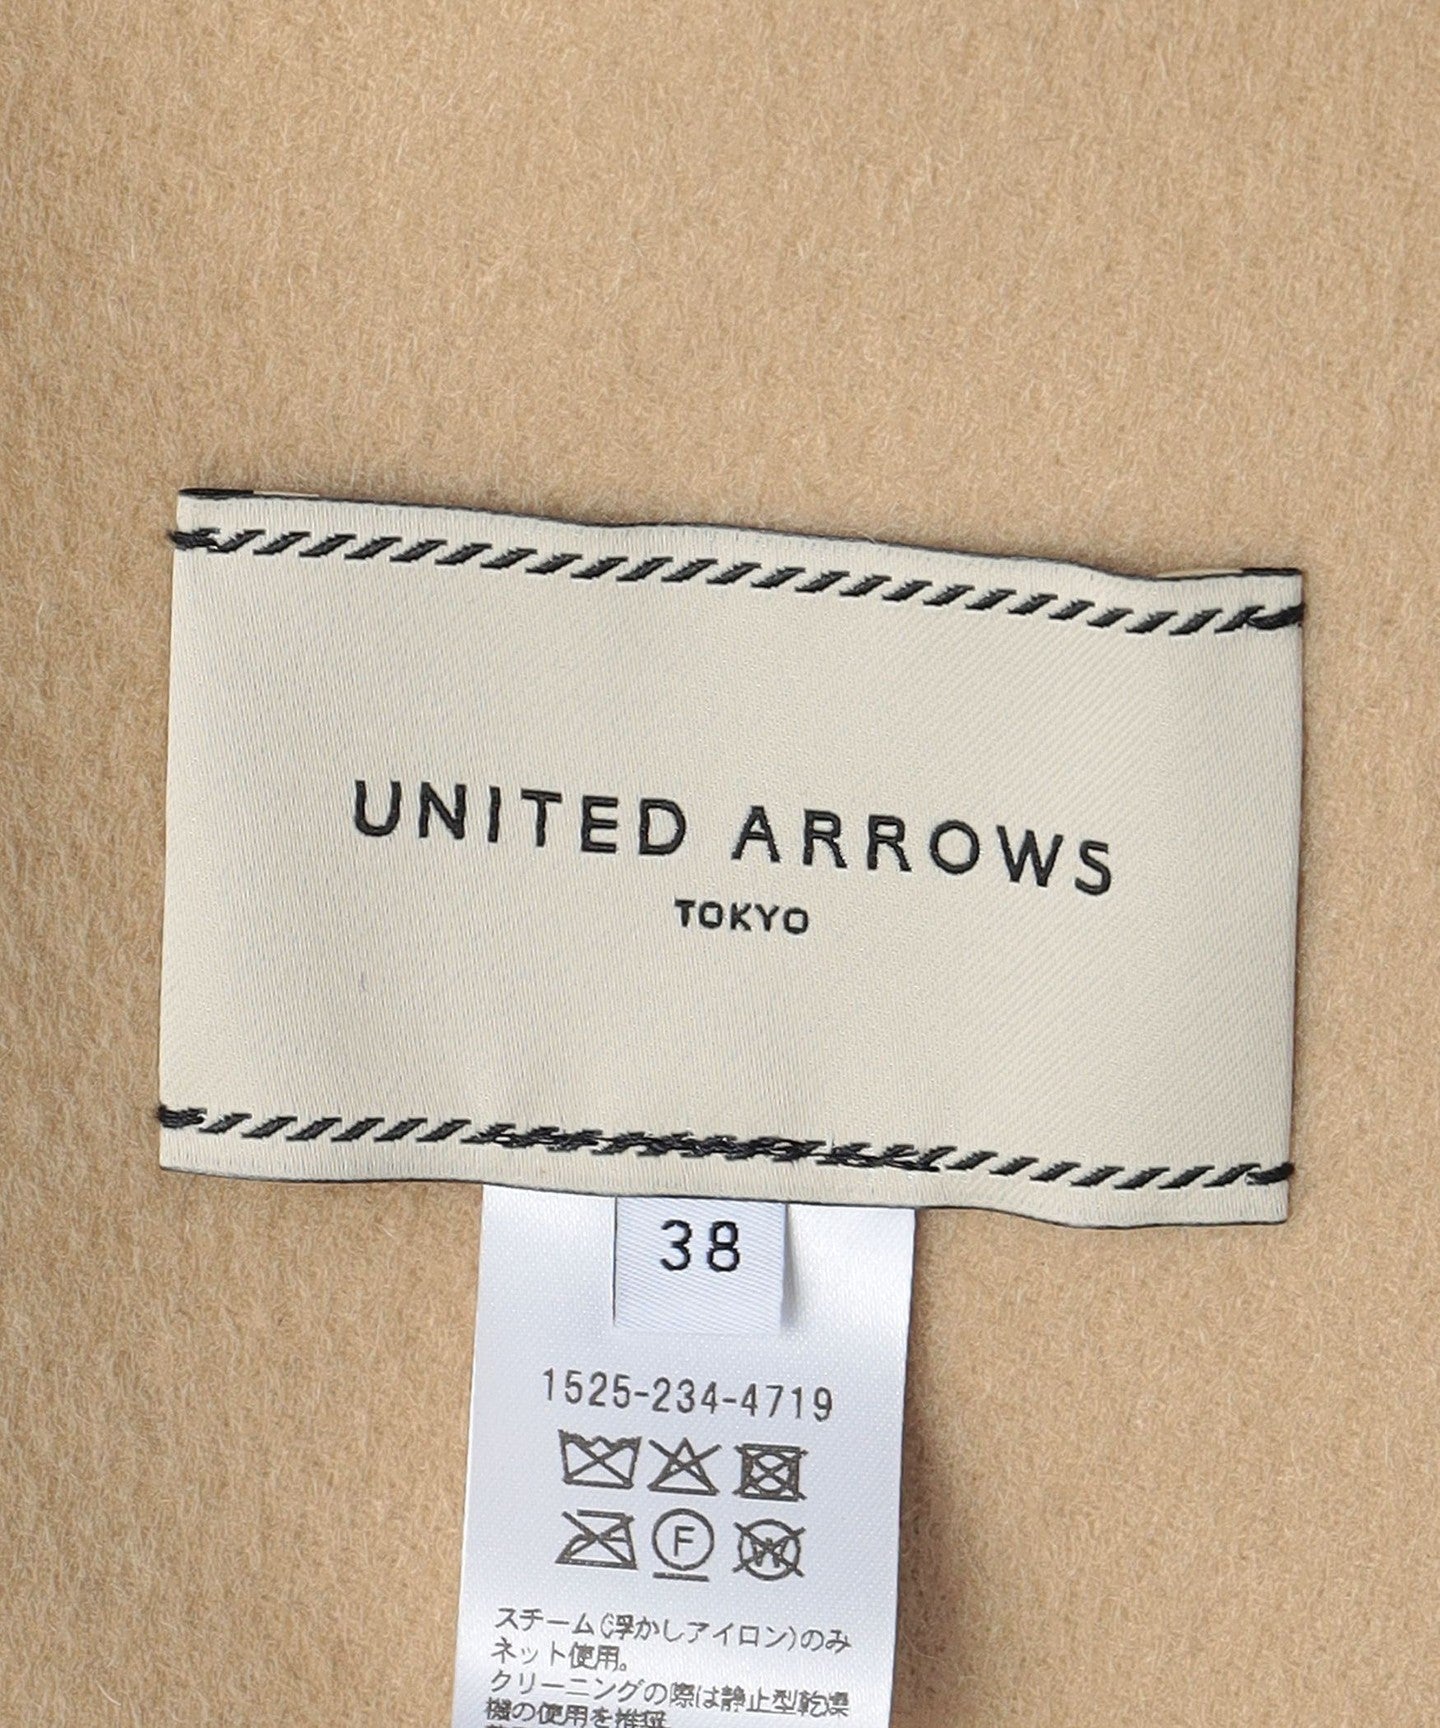 UNITED ARROWS
TOKYO
38
1525-234-4719
F
W
スチーム(浮かしアイロン)のみ
ネット使用。
クリーニングの際は静止型乾燥
機の使用を推奨